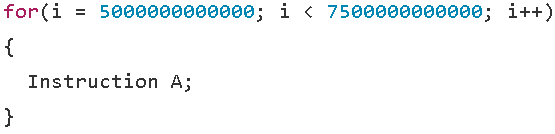 for(i = 5000000000000; i < 7500000000000; i++)
{
Instruction A;
}